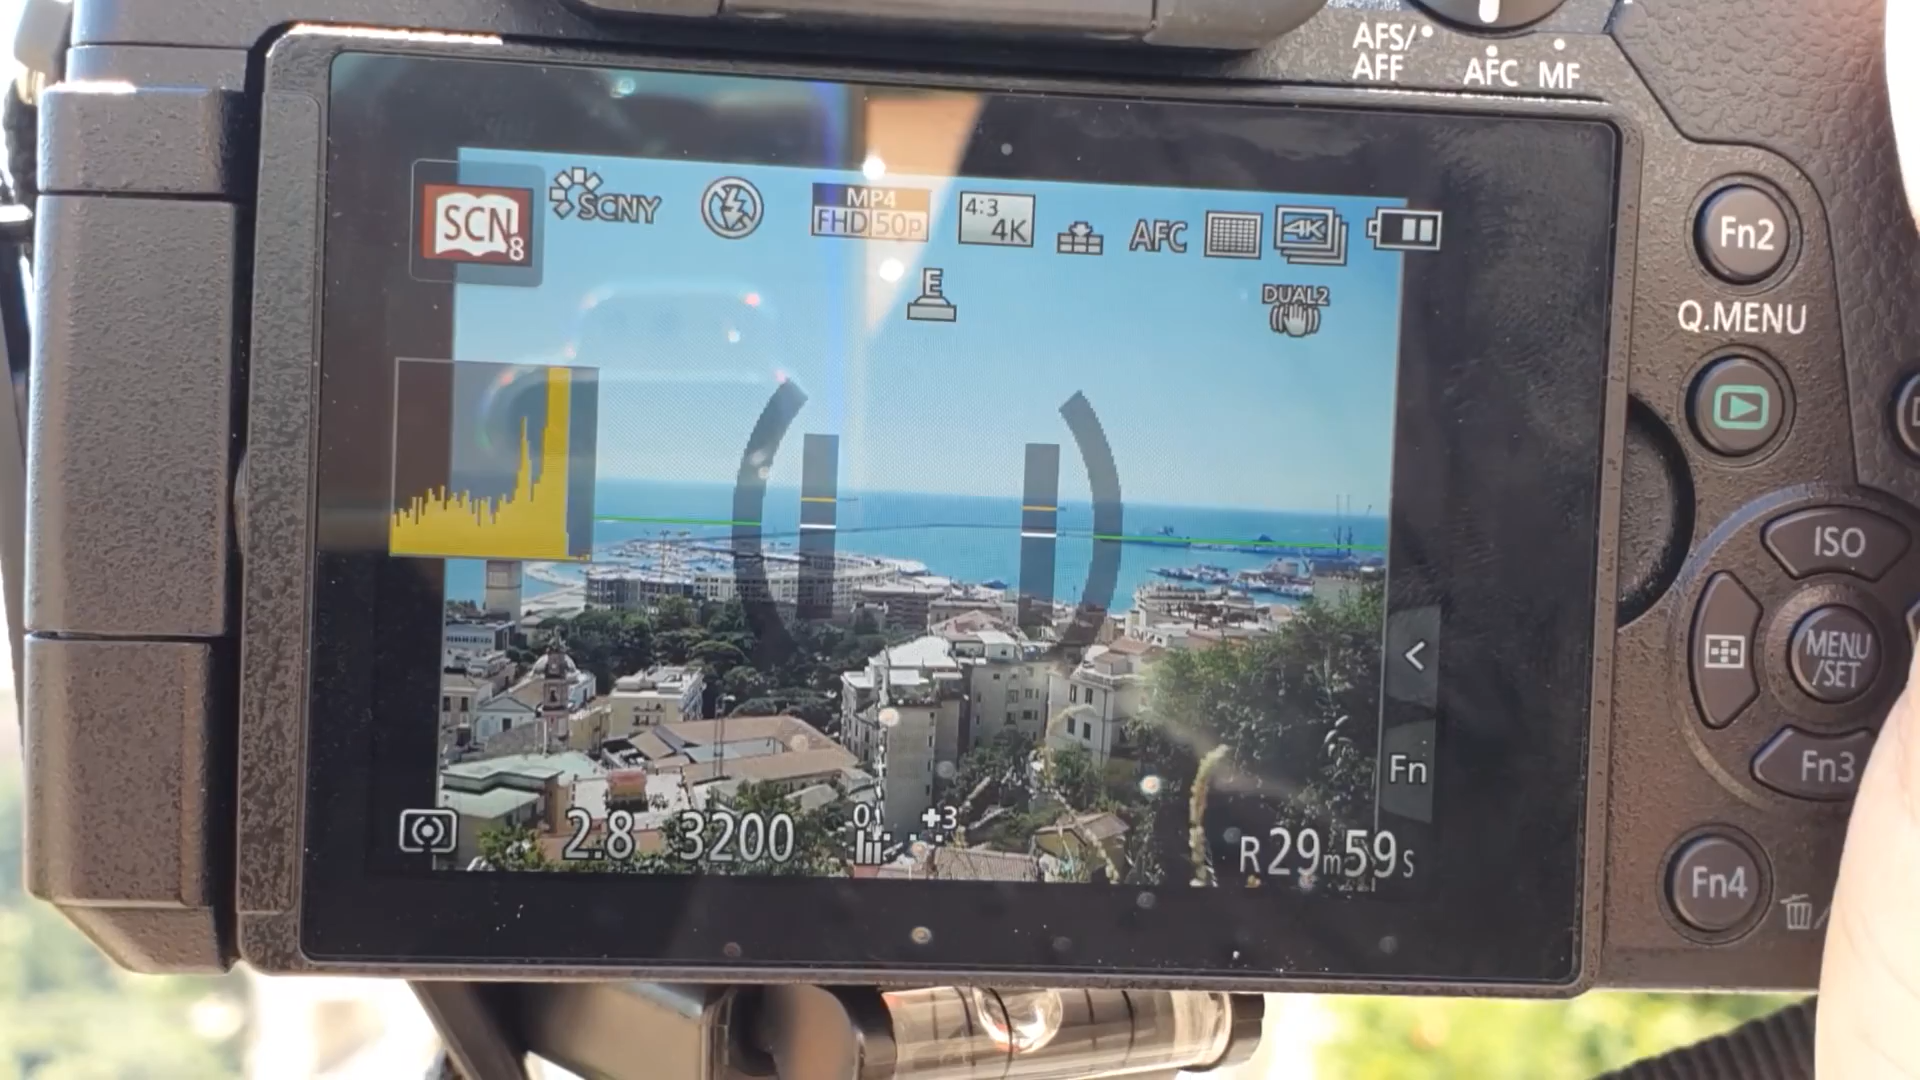 AFS/
AFF
AFC
MF
SCN
8
SCNY
MP4
FHD 50p
4:3
4K
AFC
4K
E
DUAL2
Fn2
Q.MENU
ISO
MENU
/SET
<
Fn
Fn3
2.8
3200
0
+3
R29m59s
Fn4